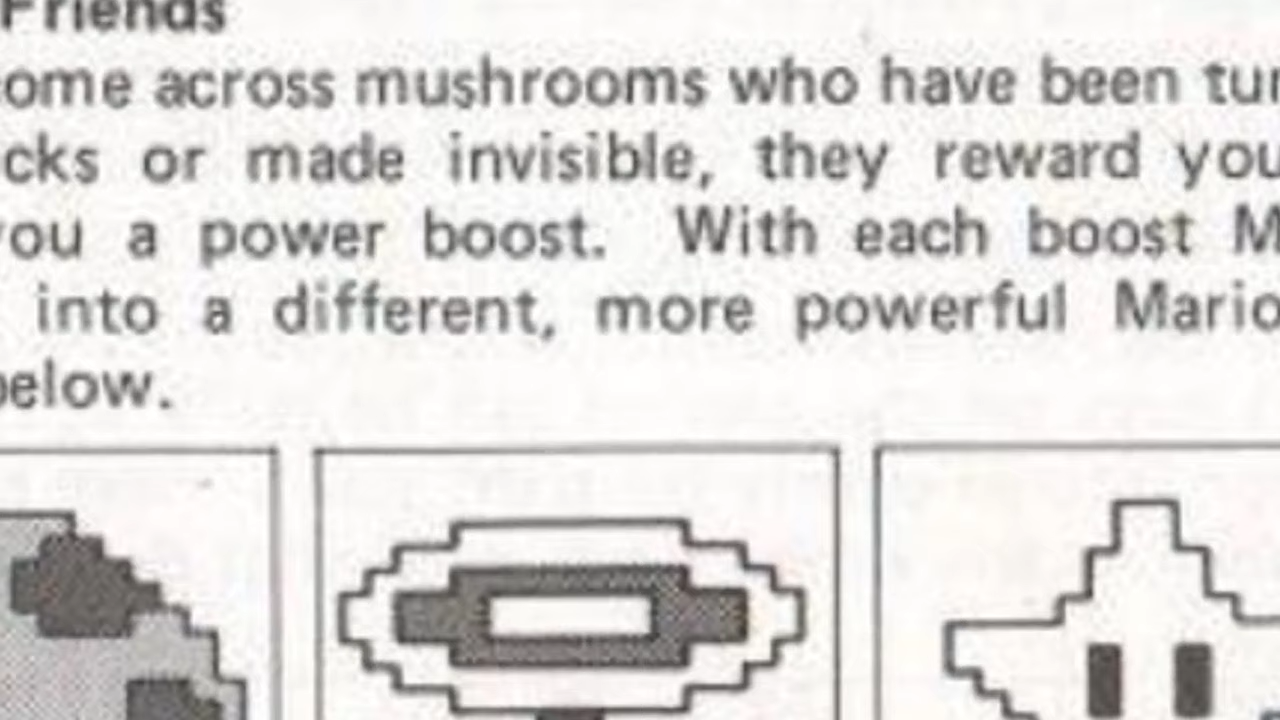 Friends
ome across mushrooms who have been tur
cks or made invisible, they reward you
you a power boost. With each boost M
into a different, more powerful Mario
below.